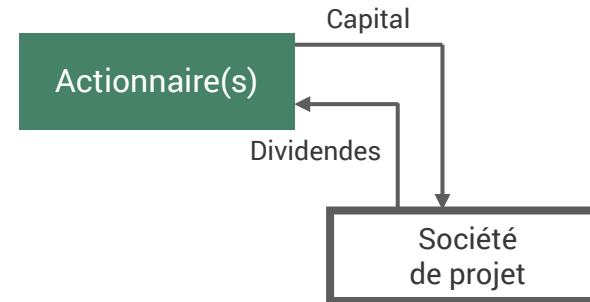 Capital
Actionnaire(s)
Dividendes
Société
de projet